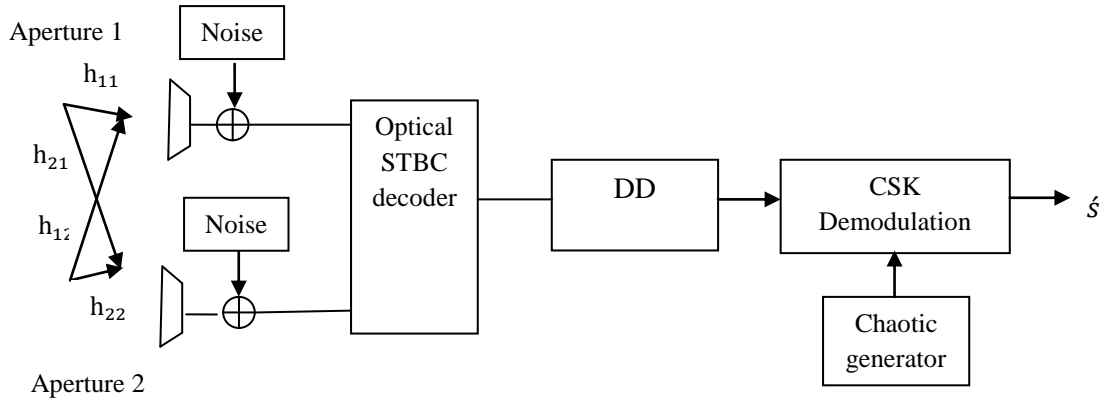 Aperture 1
Noise
h₁₁
h₂₁
h₁₂
h₂₂
Noise
Aperture 2
Optical
STBC
decoder
DD
CSK
Demodulation
ś
Chaotic
generator